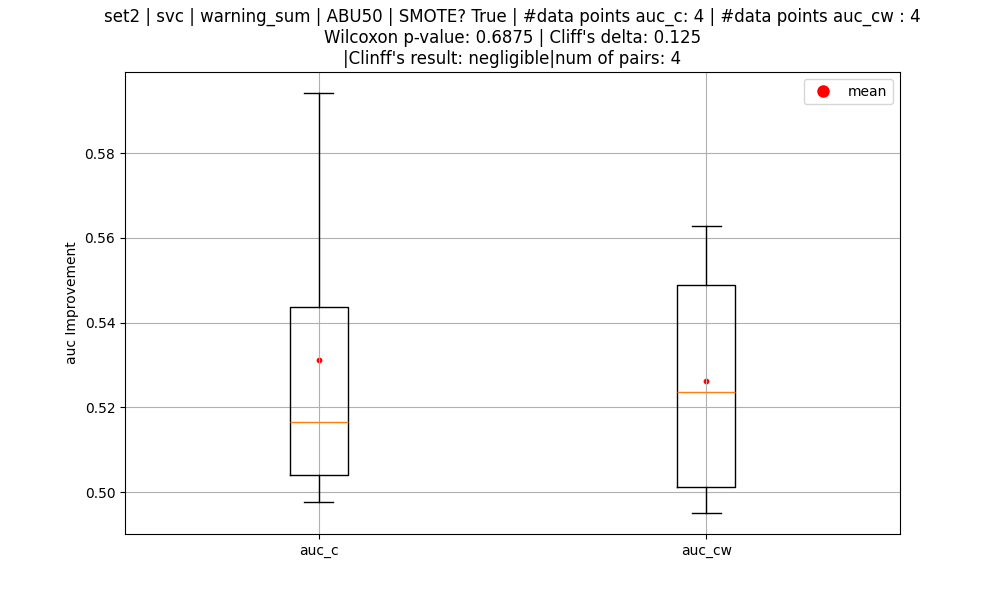 set2 | svc | warning_sum | ABU50 | SMOTE? True | #data points auc_c: 4 | #data points auc_cw : 4
Wilcoxon p-value: 0.6875 | Cliff's delta: 0.125
|Clinff's result: negligible|num of pairs: 4
mean
0.58
0.56
0.54
0.52
0.50
auc Improvement
auc_c
auc_cw